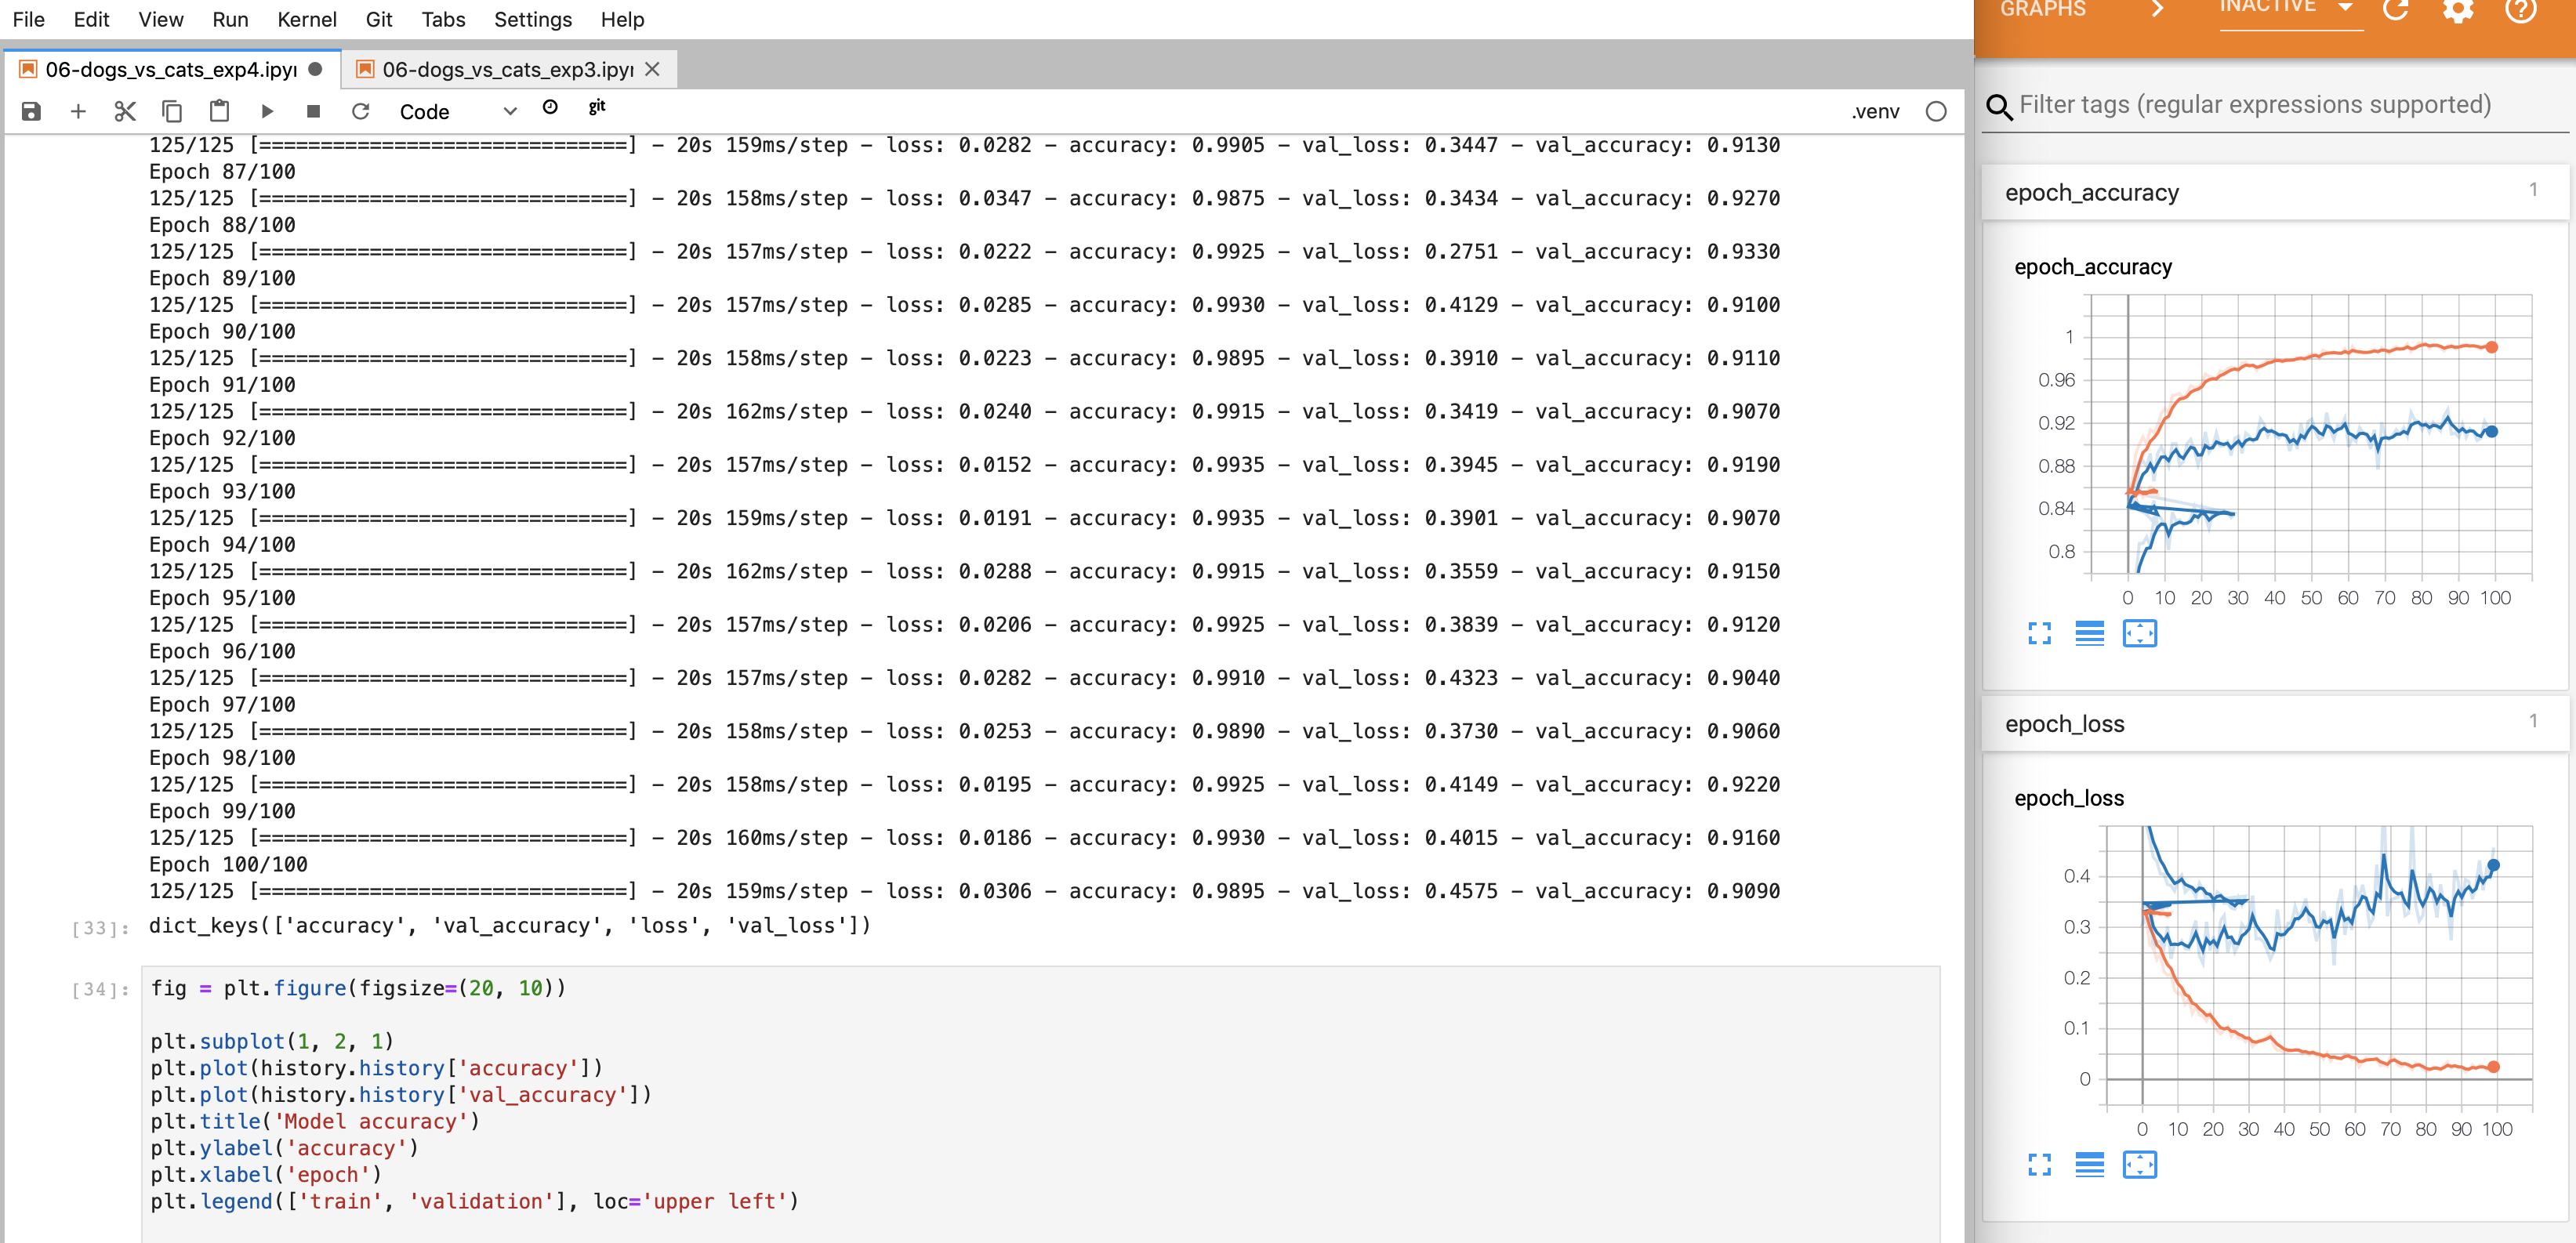 File Edit View Run Kernel Git Tabs Settings Help
06-dogs_vs_cats_exp4.ipyn 06-dogs_vs_cats_exp3.ipyn
Code git .venv
125/125 [==============================] - 20s 159ms/step - loss: 0.0282 - accuracy: 0.9905 - val_loss: 0.3447 - val_accuracy: 0.9130
Epoch 87/100
125/125 [==============================] - 20s 158ms/step - loss: 0.0347 - accuracy: 0.9875 - val_loss: 0.3434 - val_accuracy: 0.9270
Epoch 88/100
125/125 [==============================] - 20s 157ms/step - loss: 0.0222 - accuracy: 0.9925 - val_loss: 0.2751 - val_accuracy: 0.9330
Epoch 89/100
125/125 [==============================] - 20s 157ms/step - loss: 0.0285 - accuracy: 0.9930 - val_loss: 0.4129 - val_accuracy: 0.9100
Epoch 90/100
125/125 [==============================] - 20s 158ms/step - loss: 0.0223 - accuracy: 0.9895 - val_loss: 0.3910 - val_accuracy: 0.9110
Epoch 91/100
125/125 [==============================] - 20s 162ms/step - loss: 0.0240 - accuracy: 0.9915 - val_loss: 0.3419 - val_accuracy: 0.9070
Epoch 92/100
125/125 [==============================] - 20s 157ms/step - loss: 0.0152 - accuracy: 0.9935 - val_loss: 0.3945 - val_accuracy: 0.9190
Epoch 93/100
125/125 [==============================] - 20s 159ms/step - loss: 0.0191 - accuracy: 0.9935 - val_loss: 0.3901 - val_accuracy: 0.9070
Epoch 94/100
125/125 [==============================] - 20s 162ms/step - loss: 0.0288 - accuracy: 0.9915 - val_loss: 0.3559 - val_accuracy: 0.9150
Epoch 95/100
125/125 [==============================] - 20s 157ms/step - loss: 0.0206 - accuracy: 0.9925 - val_loss: 0.3839 - val_accuracy: 0.9120
Epoch 96/100
125/125 [==============================] - 20s 157ms/step - loss: 0.0282 - accuracy: 0.9910 - val_loss: 0.4323 - val_accuracy: 0.9040
Epoch 97/100
125/125 [==============================] - 20s 158ms/step - loss: 0.0253 - accuracy: 0.9890 - val_loss: 0.3730 - val_accuracy: 0.9060
Epoch 98/100
125/125 [==============================] - 20s 158ms/step - loss: 0.0195 - accuracy: 0.9925 - val_loss: 0.4149 - val_accuracy: 0.9220
Epoch 99/100
125/125 [==============================] - 20s 160ms/step - loss: 0.0186 - accuracy: 0.9930 - val_loss: 0.4015 - val_accuracy: 0.9160
Epoch 100/100
125/125 [==============================] - 20s 159ms/step - loss: 0.0306 - accuracy: 0.9895 - val_loss: 0.4575 - val_accuracy: 0.9090
[33]: dict_keys(['accuracy', 'val_accuracy', 'loss', 'val_loss'])
[34]: fig = plt.figure(figsize=(20, 10))
plt.subplot(1, 2, 1)
plt.plot(history.history['accuracy'])
plt.plot(history.history['val_accuracy'])
plt.title('Model accuracy')
plt.ylabel('accuracy')
plt.xlabel('epoch')
plt.legend(['train', 'validation'], loc='upper left')
GRAPHS INACTIVE
Filter tags (regular expressions supported)
epoch_accuracy 1
epoch_accuracy
1
0.96
0.92
0.88
0.84
0.8
0 10 20 30 40 50 60 70 80 90 100
epoch_loss 1
epoch_loss
0.4
0.3
0.2
0.1
0
0 10 20 30 40 50 60 70 80 90 100